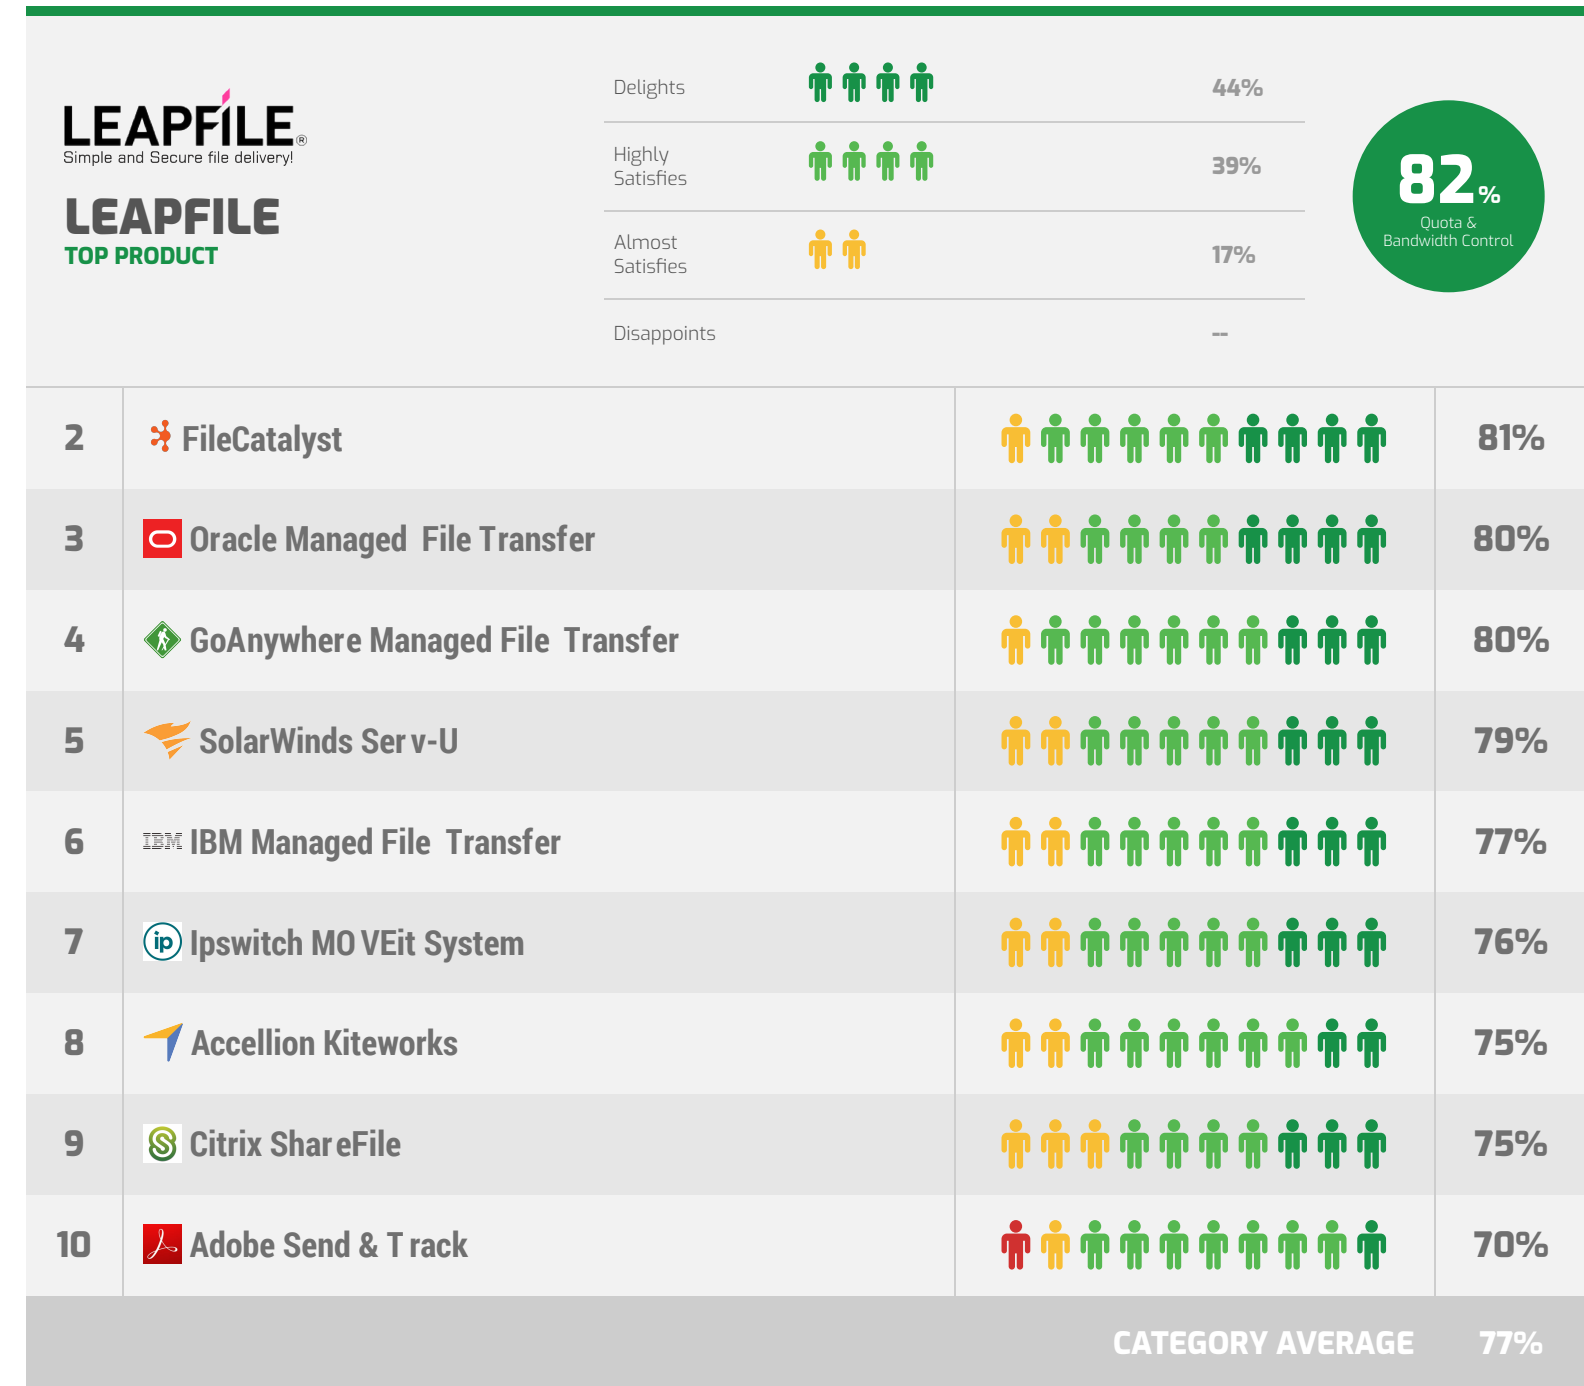 LEAPFILE®
Simple and Secure file delivery!
LEAPFILE
TOP PRODUCT
Delights 44%
Highly
Satisfies 39%
Almost
Satisfies 17%
Disappoints --
82%
Quota &
Bandwidth Control
2 FileCatalyst 81%
3 Oracle Managed File Transfer 80%
4 GoAnywhere Managed File Transfer 80%
5 SolarWinds Serv-U 79%
6 IBM IBM Managed File Transfer 77%
7 ip Ipswitch MOVEit System 76%
8 Accellion Kiteworks 75%
9 Citrix ShareFile 75%
10 Adobe Send & Track 70%
CATEGORY AVERAGE 77%